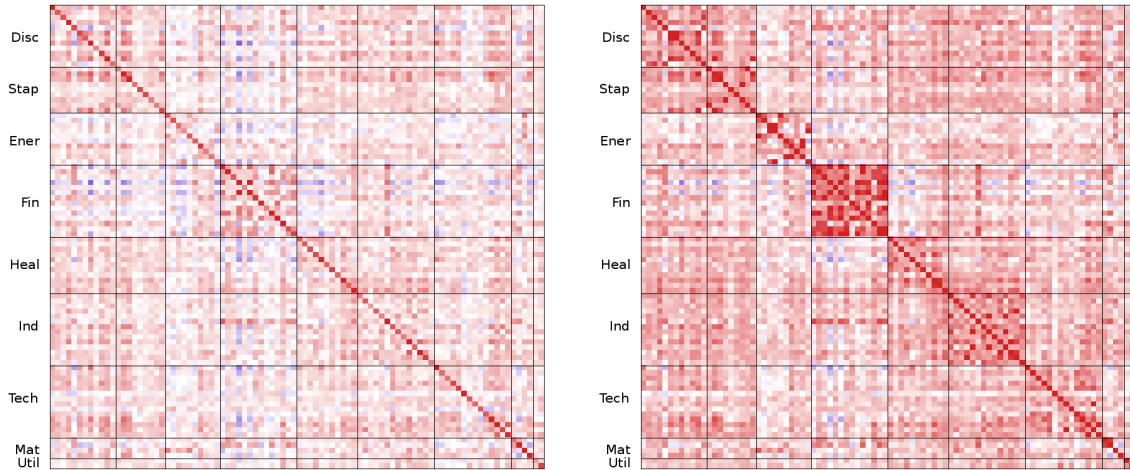 Disc
Stap
Ener
Fin
Heal
Ind
Tech
Mat
Util
Disc
Stap
Ener
Fin
Heal
Ind
Tech
Mat
Util